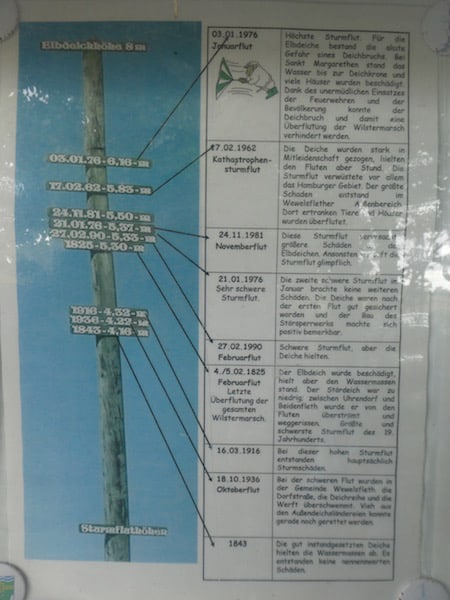 Elbdeichhöhe 8 m
03.01.76-6,16-m
17.02.62-5,83-m
24.11.81-5,50-m
21.01.76-5,37-m
27.02.90-5,33-m
1825-5,30-m
1916-4,32-m
1936-4,22-m
1843-4,16-m
Sturmfluthöhen
03.01.1976
Januarflut
Höchste Sturmflut. Für die
Elbdeiche bestand die akute
Gefahr eines Deichbruchs. Bei
Sankt Margarethen stand das
Wasser bis zur Deichkrone und
viele Häuser wurden beschädigt.
Dank des unermüdlichen Einsatzes
der Feuerwehren und der
Bevölkerung konnte der
Deichbruch und damit eine
Überflutung der Wilstermarsch
verhindert werden.
17.02.1962
Kathastrophen-
sturmflut
Die Deiche wurden stark in
Mitleidenschaft gezogen, hielten
den Fluten aber Stand. Die
Sturmflut verwüstete vor allem
das Hamburger Gebiet. Der größte
Schaden entstand im
Wewelsflether Außenbereich.
Dort ertranken Tiere und Häuser
wurden überflutet.
24.11.1981
Novemberflut
Diese Sturmflut
größere Schäden
Elbdeichen. Ansonsten
Sturmflut glimpflich.
21.01.1976
Sehr schwere
Sturmflut.
Die zweite schwere Sturmflut in
Januar brachte keine weiteren
Schäden. Die Deiche waren nach
der ersten Flut gut gesichert
worden und der Bau des
Störsperrwerks machte sich
positiv bemerkbar.
27.02.1990
Februarflut
Schwere Sturmflut, aber die
Deiche hielten.
4./5.02.1825
Februarflut
Letzte
Überflutung der
gesamten
Wilstermarsch.
Der Elbdeich wurde beschädigt,
hielt aber den Wassermassen
stand. Der Stördeich war zu
niedrig; zwischen Uhrendorf und
Beidenfleth wurde er von den
Fluten überströmt und
weggerissen. Größte und
schwerste Sturmflut des 19.
Jahrhunderts.
16.03.1916
Bei dieser hohen Sturmflut
entstanden hauptsächlich
Sturmschäden.
18.10.1936
Oktoberflut
Bei der schweren Flut wurden in
der Gemeinde Wewelsfleth die
Dorfstraße, die Deichreihe und die
Werft überschwemmt. Vieh aus
den Außendeichsländereien konnte
gerade noch gerettet werden.
1843
Die gut instandgesetzten Deiche
hielten die Wassermassen ab. Es
entstanden keine nennenswerten
Schäden.